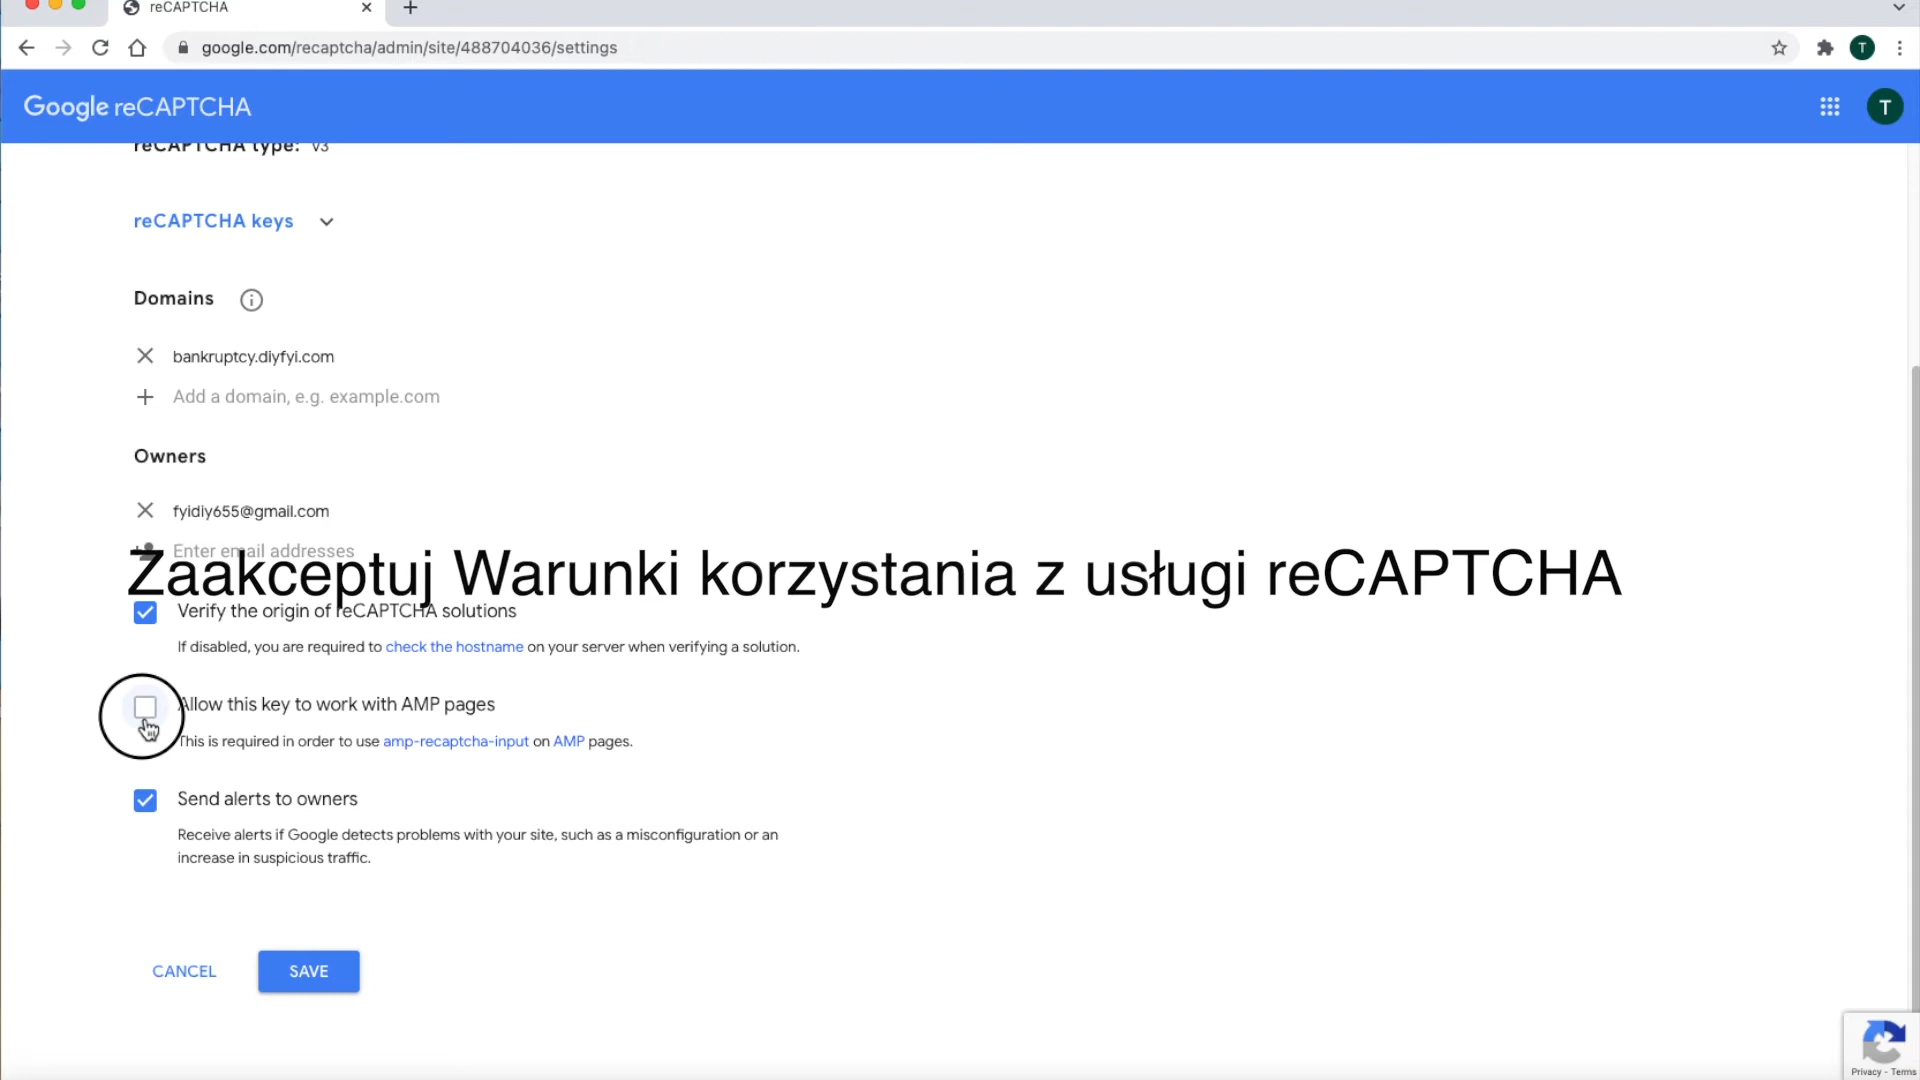 reCAPTCHA
google.com/recaptcha/admin/site/488704036/settings
T
Google reCAPTCHA
T
reCAPTCHA type: v3
reCAPTCHA keys
Domains
bankruptcy.diyfyi.com
Add a domain, e.g. example.com
Owners
fyidiy655@gmail.com
Enter email addresses
Zaakceptuj Warunki korzystania z usługi reCAPTCHA
Verify the origin of reCAPTCHA solutions
If disabled, you are required to check the hostname on your server when verifying a solution.
Allow this key to work with AMP pages
This is required in order to use amp-recaptcha-input on AMP pages.
Send alerts to owners
Receive alerts if Google detects problems with your site, such as a misconfiguration or an
increase in suspicious traffic.
CANCEL
SAVE
Privacy - Terms